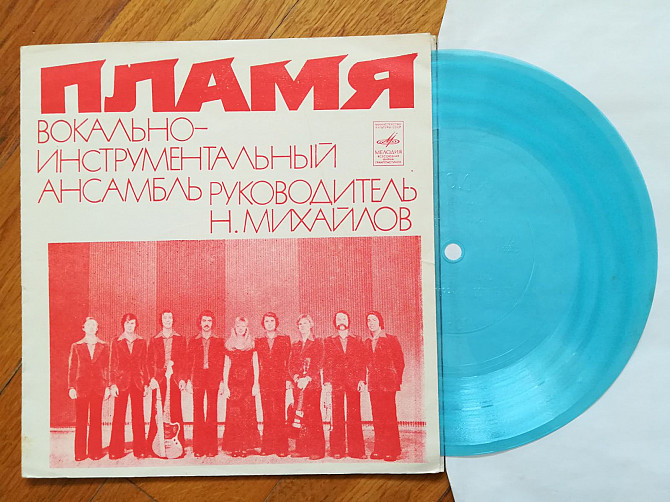 ПЛАМЯ
ВОКАЛЬНО-
ИНСТРУМЕНТАЛЬНЫЙ
АНСАМБЛЬ РУКОВОДИТЕЛЬ
Н. МИХАЙЛОВ
МЕЛОДИЯ